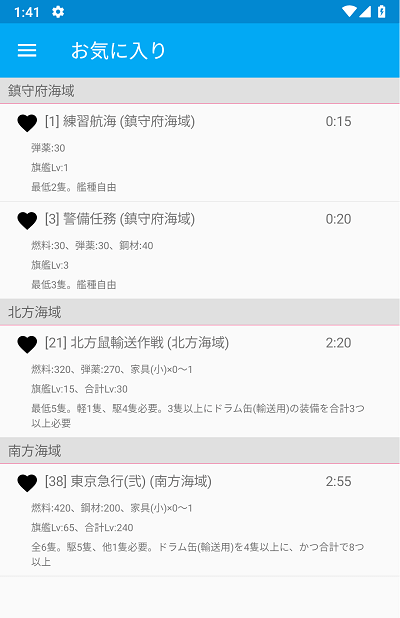 1:41
お気に入り
鎮守府海域
[1] 練習航海 (鎮守府海域) 0:15
弾薬:30
旗艦Lv:1
最低2隻。艦種自由
[3] 警備任務 (鎮守府海域) 0:20
燃料:30、弾薬:30、鋼材:40
旗艦Lv:3
最低3隻。艦種自由
北方海域
[21] 北方鼠輸送作戦 (北方海域) 2:20
燃料:320、弾薬:270、家具(小)×0〜1
旗艦Lv:15、合計Lv:30
最低5隻。軽1隻、駆4隻必要。3隻以上にドラム缶(輸送用)の装備を合計3つ
以上必要
南方海域
[38] 東京急行(弐) (南方海域) 2:55
燃料:420、鋼材:200、家具(小)×0〜1
旗艦Lv:65、合計Lv:240
全6隻。駆5隻、他1隻必要。ドラム缶(輸送用)を4隻以上に、かつ合計で8つ
以上